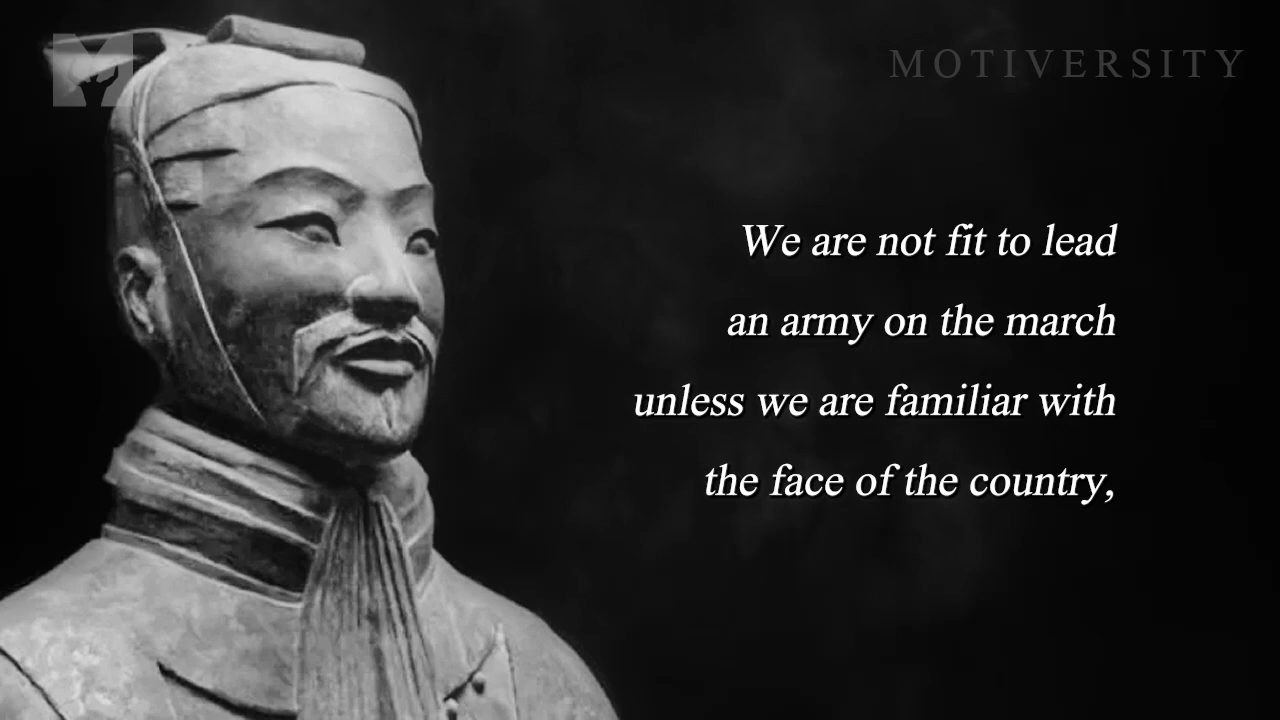 MOTIVERSITY
We are not fit to lead
an army on the march
unless we are familiar with
the face of the country,